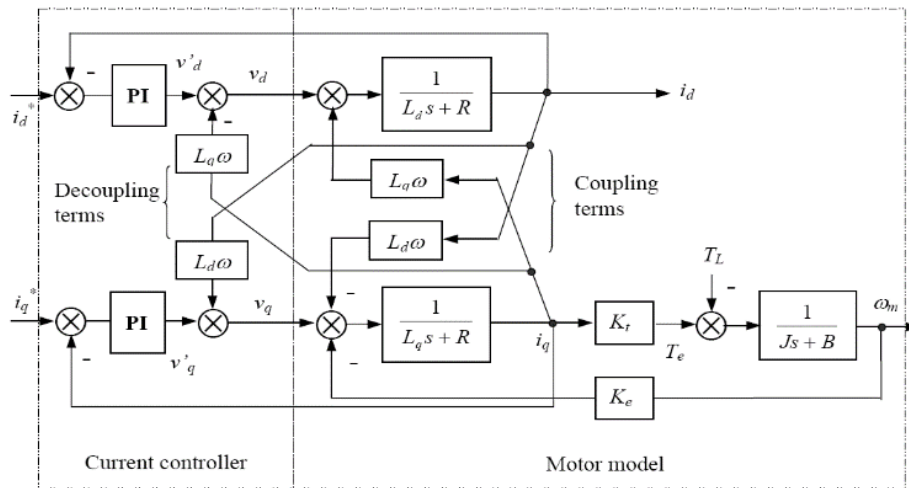 i_d*
−
PI
v'_d
−
v_d
1
L_d s + R
i_d
L_q ω
Decoupling
terms
L_q ω
Coupling
terms
L_d ω
L_d ω
T_L
−
i_q*
PI
v'_q
−
v_q
−
−
1
L_q s + R
i_q
K_t
T_e
1
Js + B
ω_m
K_e
Current controller
Motor model